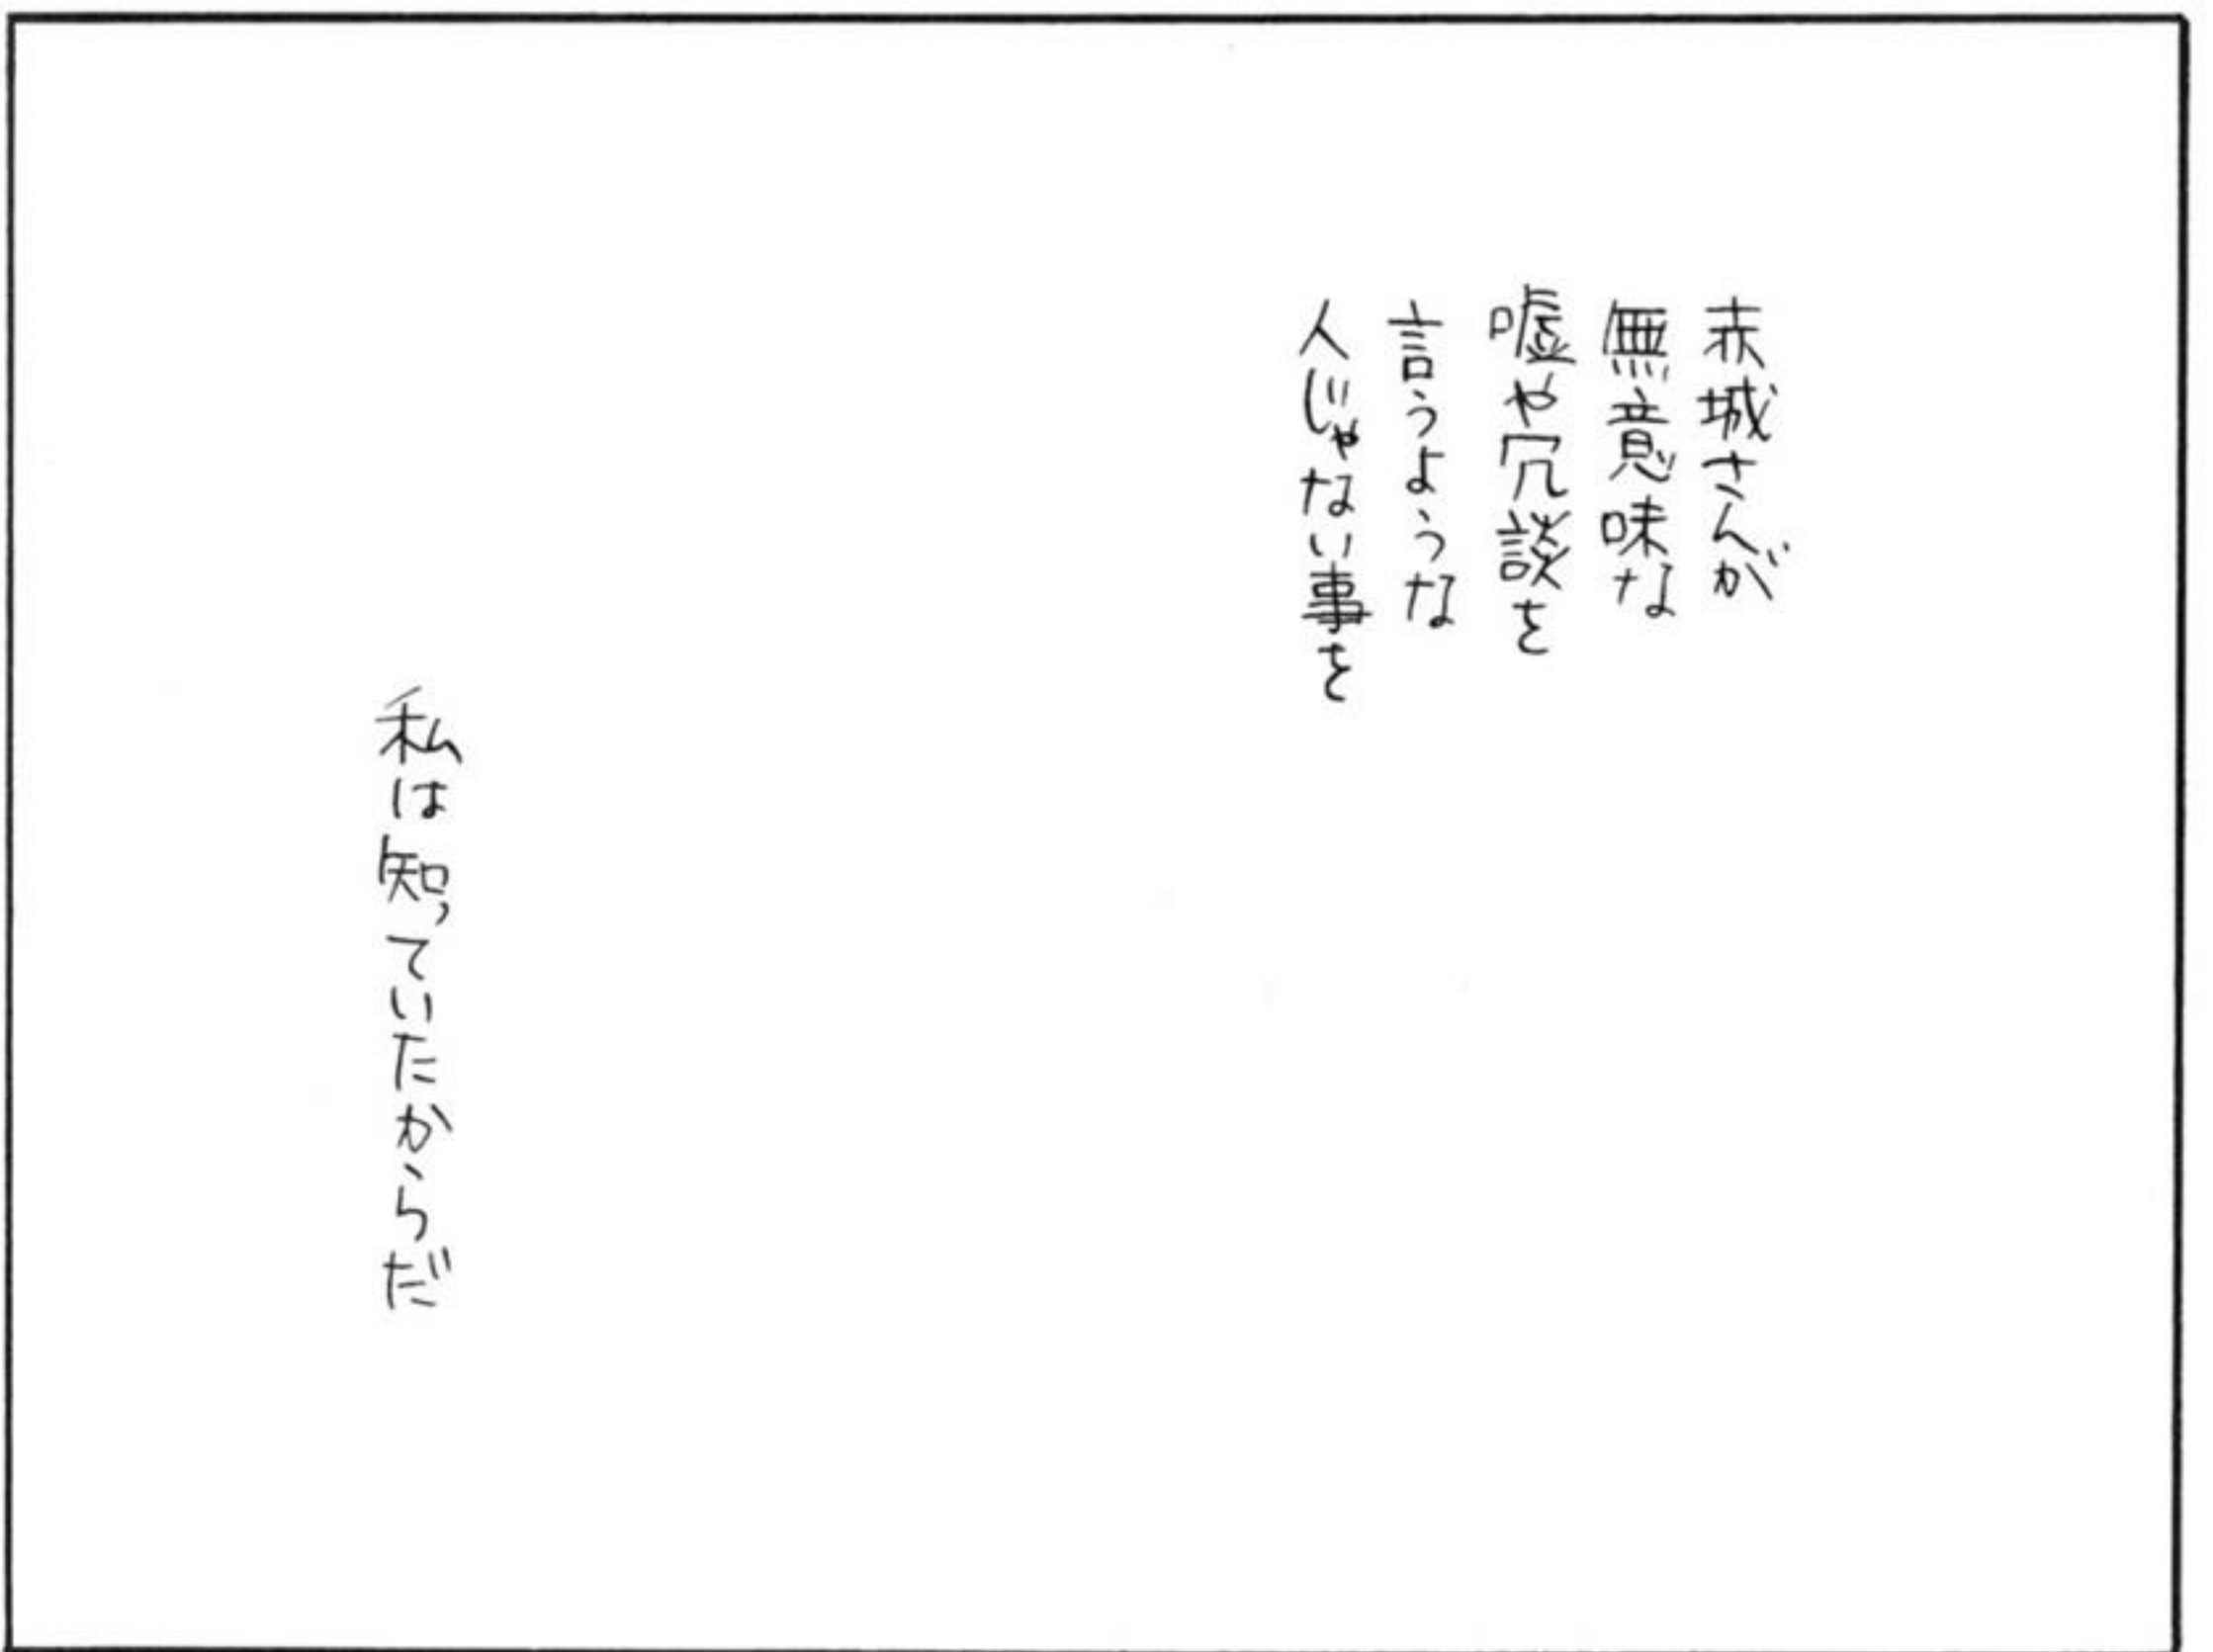 赤城さんが
無意味な
嘘や冗談を
言うような
人じゃない事を
私は知っていたからだ